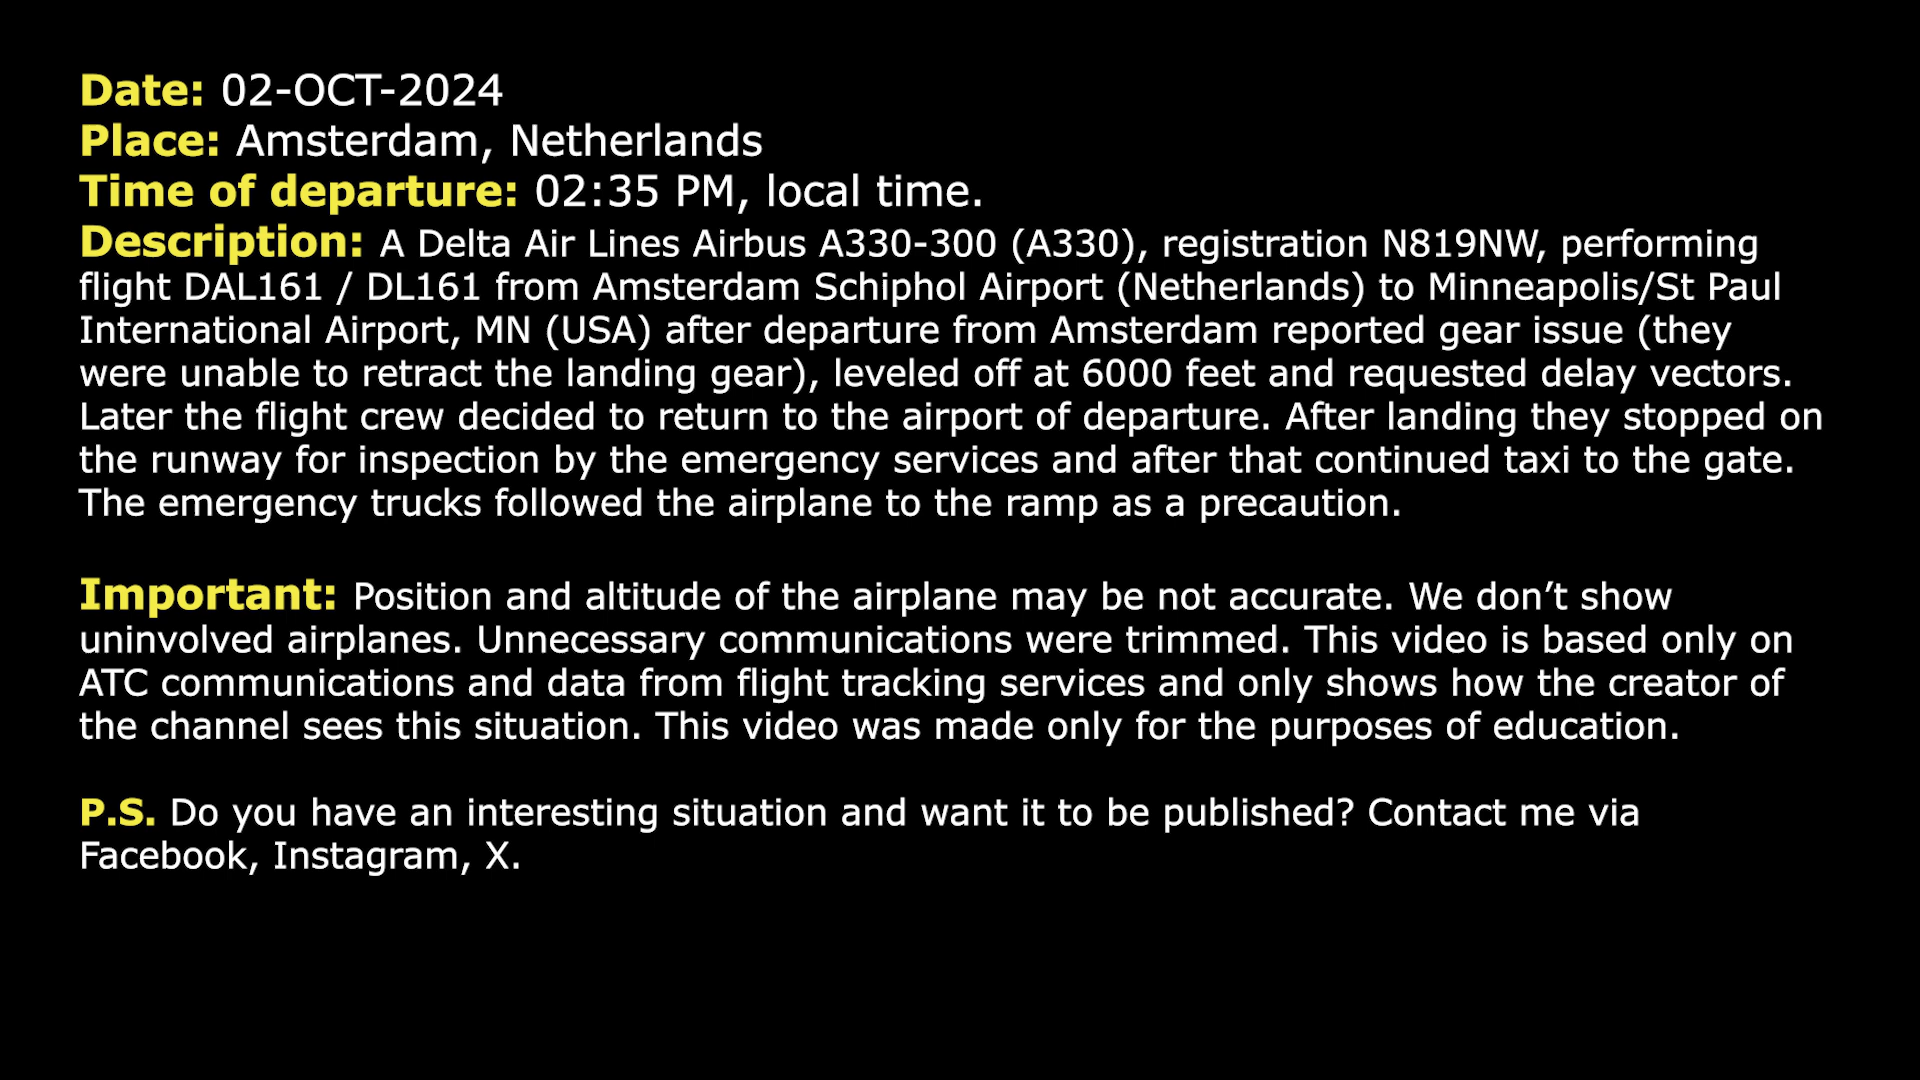 Date: 02-OCT-2024
Place: Amsterdam, Netherlands
Time of departure: 02:35 PM, local time.
Description: A Delta Air Lines Airbus A330-300 (A330), registration N819NW, performing
flight DAL161 / DL161 from Amsterdam Schiphol Airport (Netherlands) to Minneapolis/St Paul
International Airport, MN (USA) after departure from Amsterdam reported gear issue (they
were unable to retract the landing gear), leveled off at 6000 feet and requested delay vectors.
Later the flight crew decided to return to the airport of departure. After landing they stopped on
the runway for inspection by the emergency services and after that continued taxi to the gate.
The emergency trucks followed the airplane to the ramp as a precaution.
Important: Position and altitude of the airplane may be not accurate. We don’t show
uninvolved airplanes. Unnecessary communications were trimmed. This video is based only on
ATC communications and data from flight tracking services and only shows how the creator of
the channel sees this situation. This video was made only for the purposes of education.
P.S. Do you have an interesting situation and want it to be published? Contact me via
Facebook, Instagram, X.